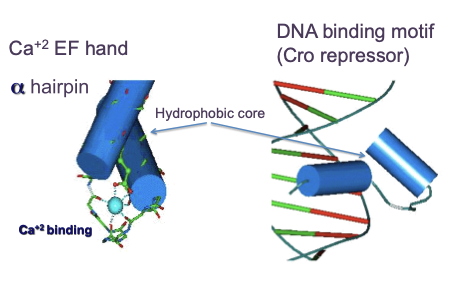 Ca⁺² EF hand
α hairpin
DNA binding motif
(Cro repressor)
Hydrophobic core
Ca⁺² binding